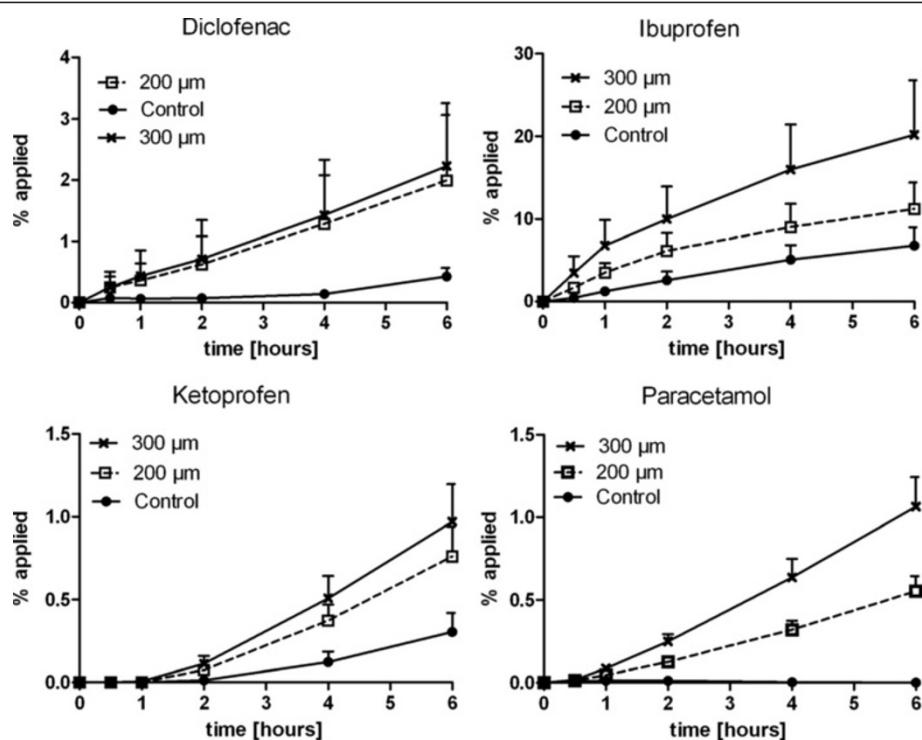 Diclofenac
4
3
2
1
0
% applied
200 µm
Control
300 µm
0 1 2 3 4 5 6
time [hours]
Ibuprofen
30
20
10
0
% applied
300 µm
200 µm
Control
0 1 2 3 4 5 6
time [hours]
Ketoprofen
1.5
1.0
0.5
0.0
% applied
300 µm
200 µm
Control
0 1 2 3 4 5 6
time [hours]
Paracetamol
1.5
1.0
0.5
0.0
% applied
300 µm
200 µm
Control
0 1 2 3 4 5 6
time [hours]